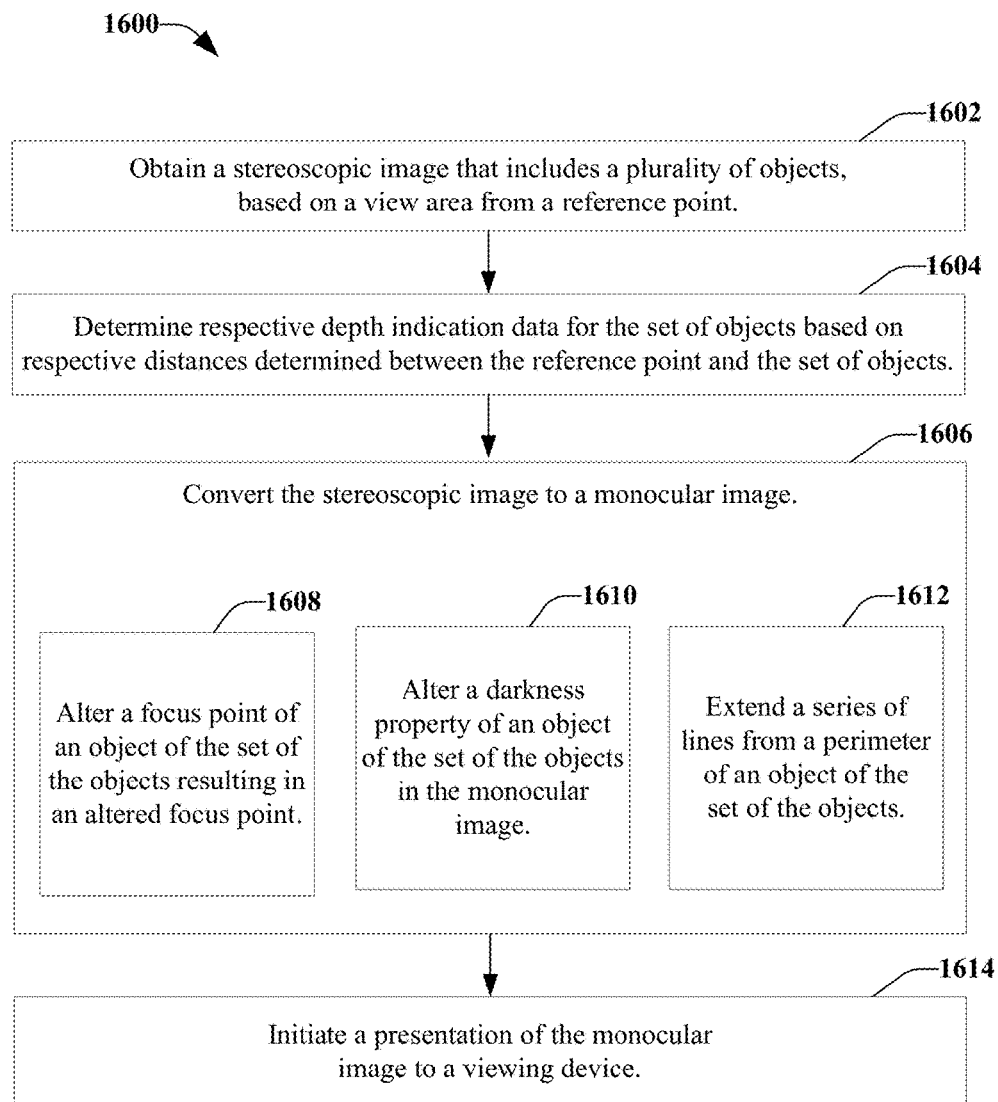 1600
1602
Obtain a stereoscopic image that includes a plurality of objects,
based on a view area from a reference point.
1604
Determine respective depth indication data for the set of objects based on
respective distances determined between the reference point and the set of objects.
1606
Convert the stereoscopic image to a monocular image.
1608
Alter a focus point of
an object of the set of
the objects resulting in
an altered focus point.
1610
Alter a darkness
property of an object
of the set of the objects
in the monocular
image.
1612
Extend a series of
lines from a perimeter
of an object of the
set of the objects.
1614
Initiate a presentation of the monocular
image to a viewing device.